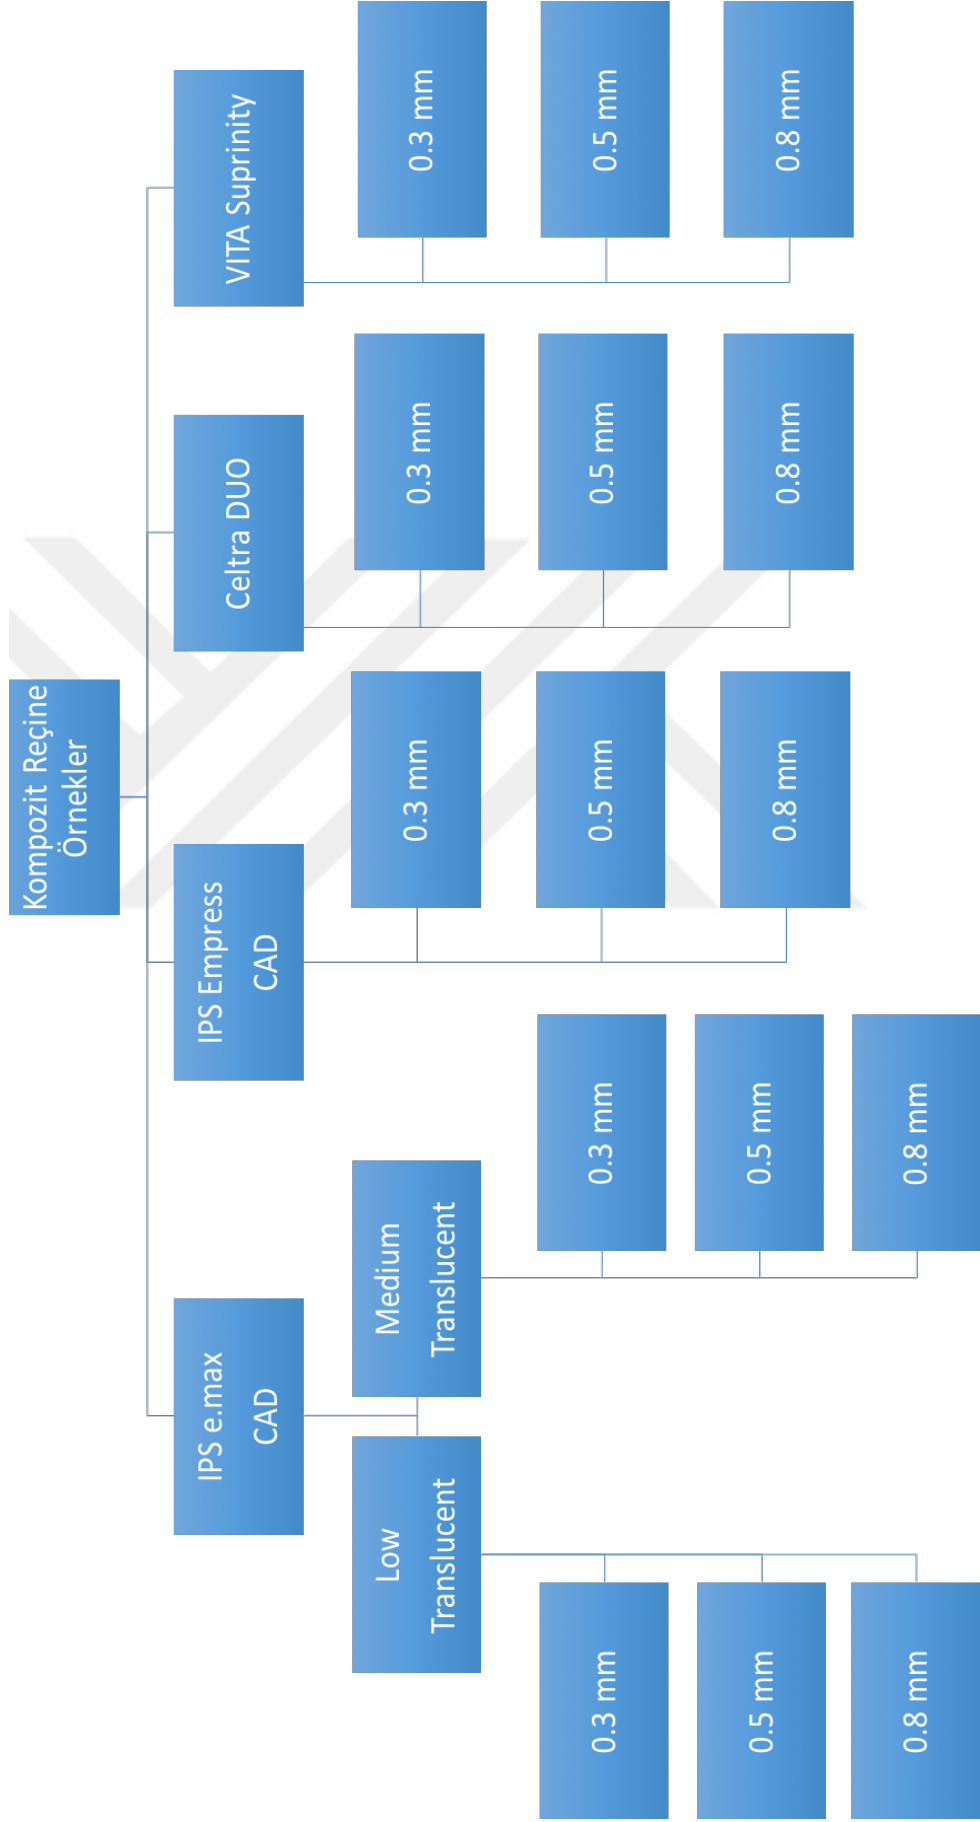 Kompozit Reçine
Örnekler
IPS e.max
CAD
Low
Translucent
0.3 mm
0.5 mm
0.8 mm
Medium
Translucent
0.3 mm
0.5 mm
0.8 mm
IPS Empress
CAD
0.3 mm
0.5 mm
0.8 mm
Celtra DUO
0.3 mm
0.5 mm
0.8 mm
VITA Suprinity
0.3 mm
0.5 mm
0.8 mm